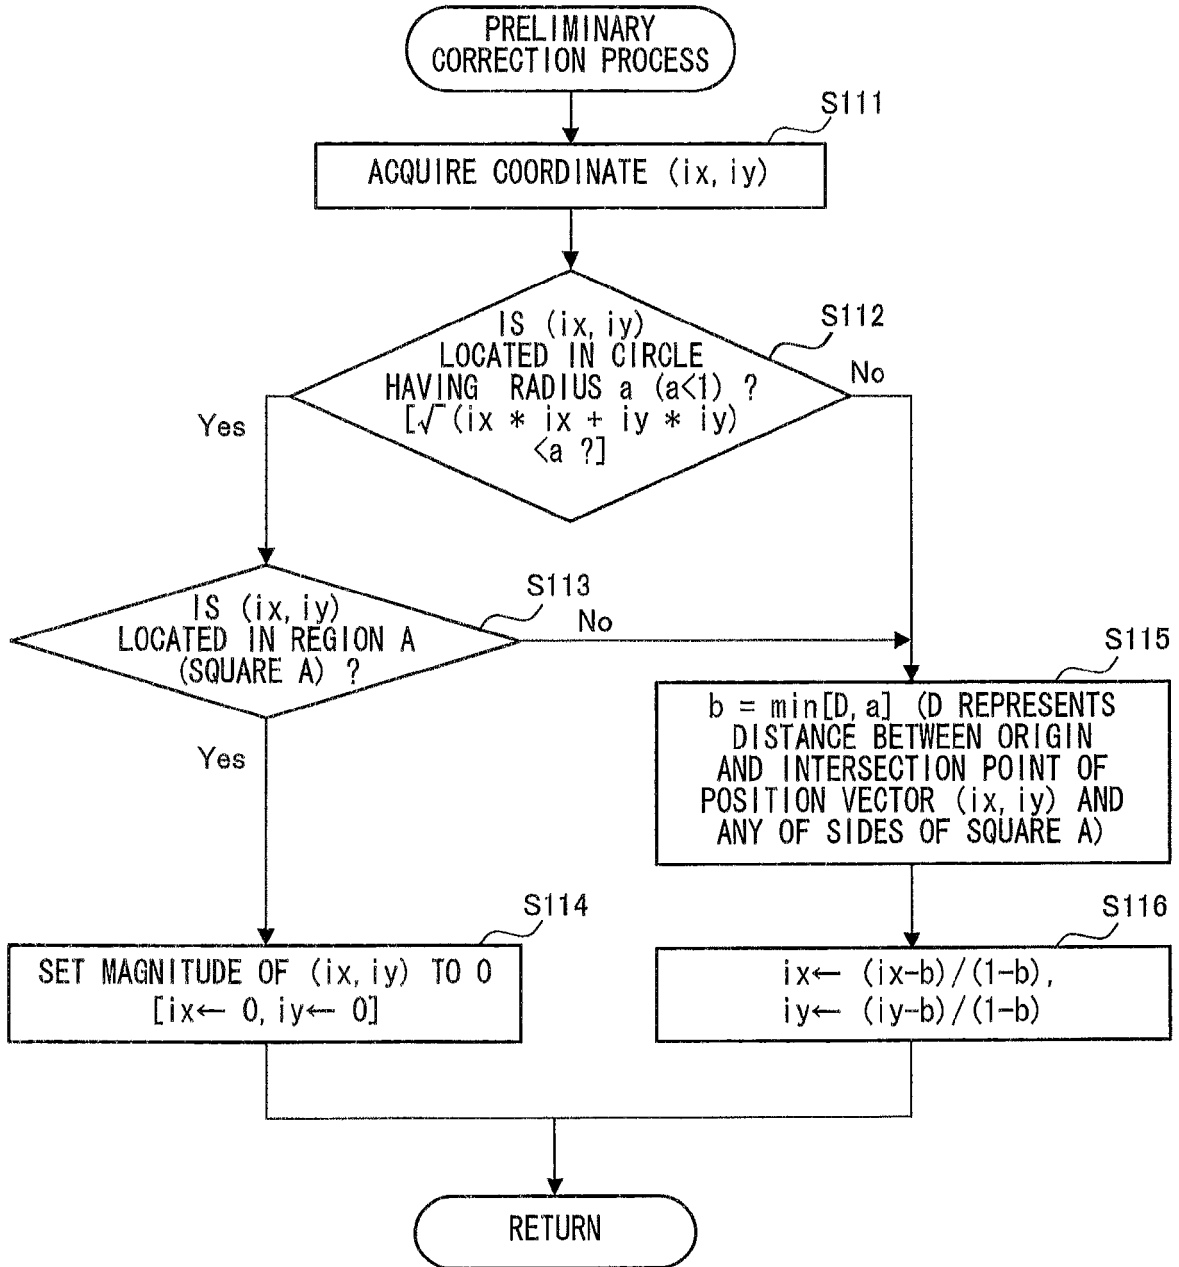 PRELIMINARY
CORRECTION PROCESS
S111
ACQUIRE COORDINATE (ix, iy)
S112
IS (ix, iy)
LOCATED IN CIRCLE
HAVING RADIUS a (a<1) ?
[√ (ix * ix + iy * iy)
<a ?]
No
Yes
S113
IS (ix, iy)
LOCATED IN REGION A
(SQUARE A) ?
No
Yes
S115
b = min[D, a] (D REPRESENTS
DISTANCE BETWEEN ORIGIN
AND INTERSECTION POINT OF
POSITION VECTOR (ix, iy) AND
ANY OF SIDES OF SQUARE A)
S114
SET MAGNITUDE OF (ix, iy) TO 0
[ix← 0, iy← 0]
S116
ix← (ix-b)/(1-b),
iy← (iy-b)/(1-b)
RETURN